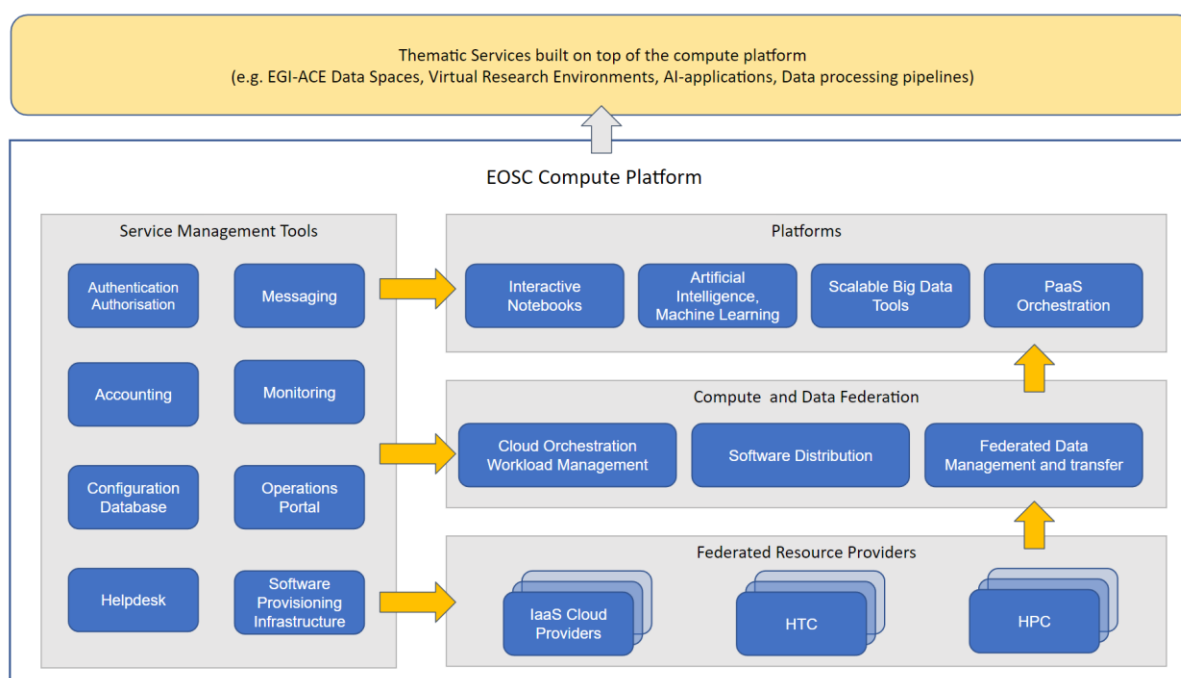 Thematic Services built on top of the compute platform
(e.g. EGI-ACE Data Spaces, Virtual Research Environments, AI-applications, Data processing pipelines)
EOSC Compute Platform
Service Management Tools
Authentication
Authorisation
Messaging
Accounting
Monitoring
Configuration
Database
Operations
Portal
Helpdesk
Software
Provisioning
Infrastructure
Platforms
Interactive
Notebooks
Artificial
Intelligence,
Machine Learning
Scalable Big Data
Tools
PaaS
Orchestration
Compute and Data Federation
Cloud Orchestration
Workload Management
Software Distribution
Federated Data
Management and transfer
Federated Resource Providers
IaaS Cloud
Providers
HTC
HPC